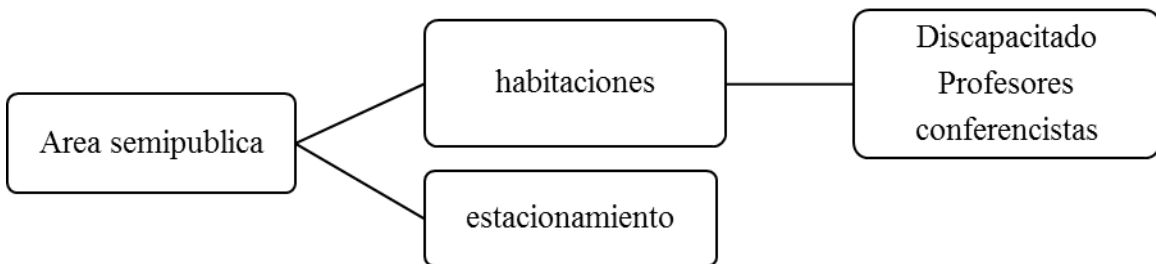 Area semipublica
habitaciones
estacionamiento
Discapacitado
Profesores
conferencistas